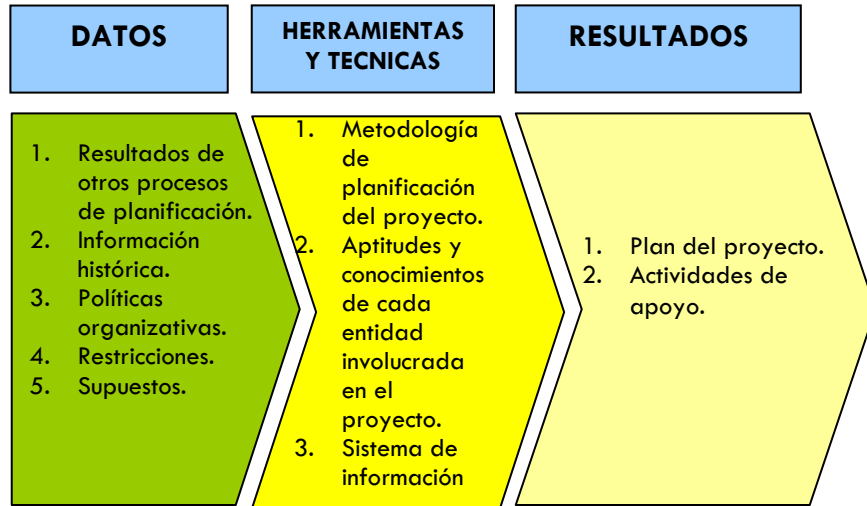 DATOS
HERRAMIENTAS
Y TECNICAS
RESULTADOS
1. Resultados de
otros procesos
de planificación.
2. Información
histórica.
3. Políticas
organizativas.
4. Restricciones.
5. Supuestos.
1. Metodología
de
planificación
del proyecto.
2. Aptitudes y
conocimientos
de cada
entidad
involucrada
en el
proyecto.
3. Sistema de
información
1. Plan del proyecto.
2. Actividades de
apoyo.